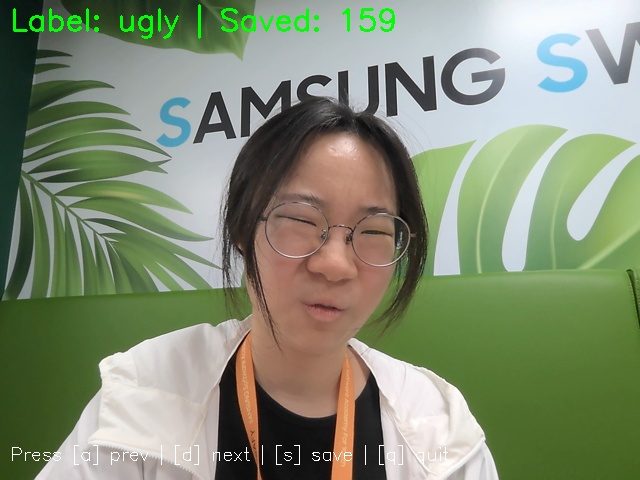 Label: ugly | Saved: 159
SAMSUNG SW
Press [a] prev | [d] next | [s] save | [q] quit